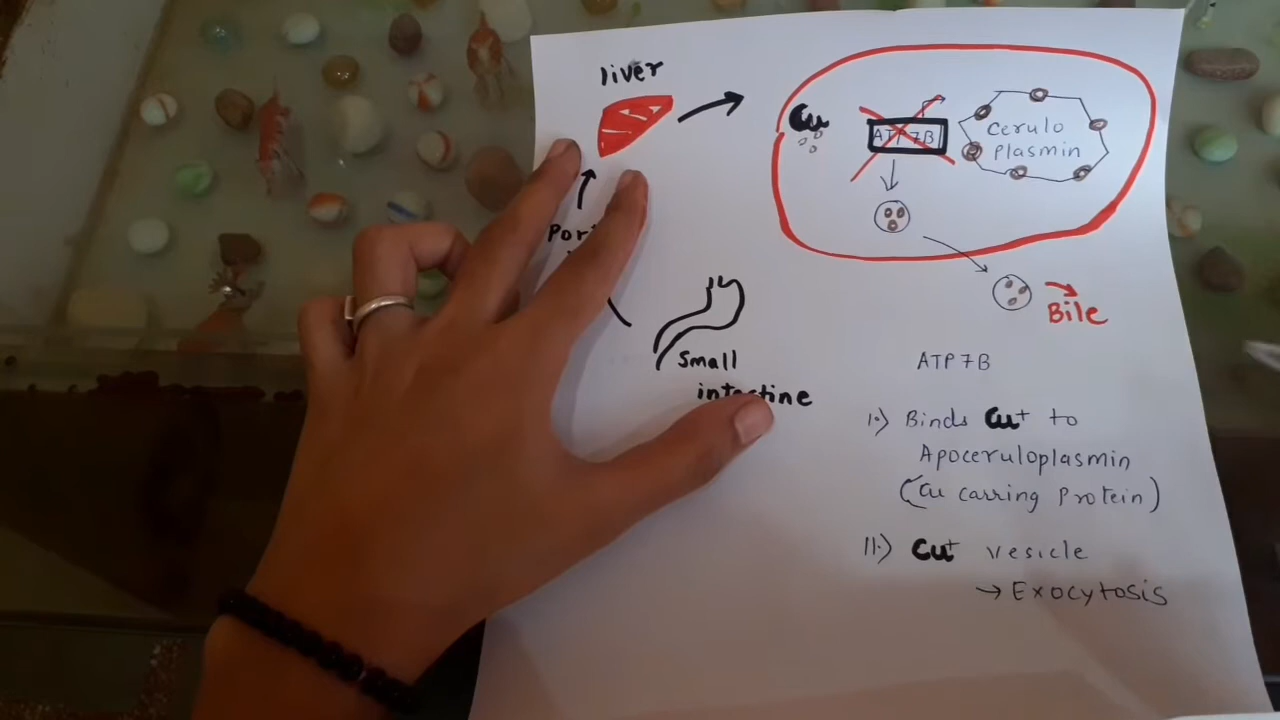 liver
Cu
ATP7B
Cerulo
plasmin
Small
intestine
Bile
ATP7B
I.) Binds Cu+ to
Apoceruloplasmin
(Cu carring protein)
II.) Cu+ vesicle
→ Exocytosis